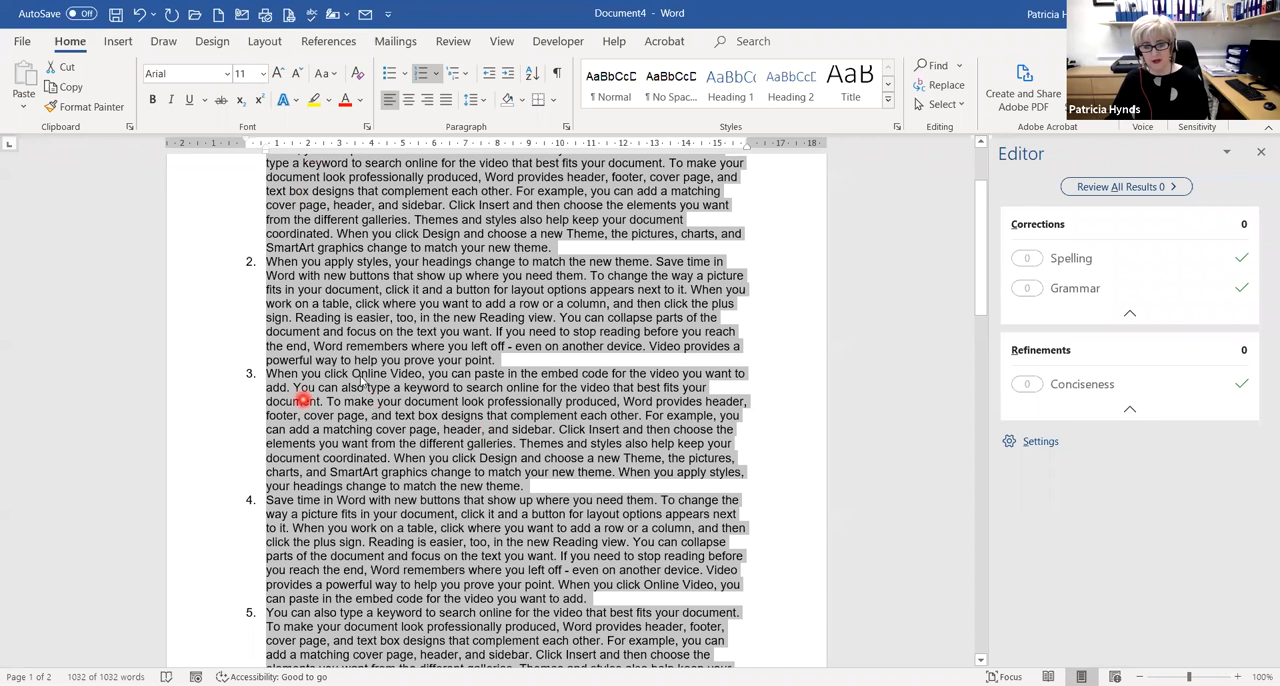 AutoSave Off
Document4 - Word
Patricia H
File Home Insert Draw Design Layout References Mailings Review View Developer Help Acrobat Search
Paste
Cut
Copy
Format Painter
Clipboard
Arial 11
Font
Paragraph
AaBbCcD AaBbCcD AaBbCcD AaBbCcD AaB
¶ Normal ¶ No Spac... Heading 1 Heading 2 Title
Styles
Find
Replace
Select
Editing
Create and Share
Adobe PDF
Adobe Acrobat
Voice
Sensitivity
Patricia Hynds
type a keyword to search online for the video that best fits your document. To make your
document look professionally produced, Word provides header, footer, cover page, and
text box designs that complement each other. For example, you can add a matching
cover page, header, and sidebar. Click Insert and then choose the elements you want
from the different galleries. Themes and styles also help keep your document
coordinated. When you click Design and choose a new Theme, the pictures, charts, and
SmartArt graphics change to match your new theme.
2. When you apply styles, your headings change to match the new theme. Save time in
Word with new buttons that show up where you need them. To change the way a picture
fits in your document, click it and a button for layout options appears next to it. When you
work on a table, click where you want to add a row or a column, and then click the plus
sign. Reading is easier, too, in the new Reading view. You can collapse parts of the
document and focus on the text you want. If you need to stop reading before you reach
the end, Word remembers where you left off - even on another device. Video provides a
powerful way to help you prove your point.
3. When you click Online Video, you can paste in the embed code for the video you want to
add. You can also type a keyword to search online for the video that best fits your
document. To make your document look professionally produced, Word provides header,
footer, cover page, and text box designs that complement each other. For example, you
can add a matching cover page, header, and sidebar. Click Insert and then choose the
elements you want from the different galleries. Themes and styles also help keep your
document coordinated. When you click Design and choose a new Theme, the pictures,
charts, and SmartArt graphics change to match your new theme. When you apply styles,
your headings change to match the new theme.
4. Save time in Word with new buttons that show up where you need them. To change the
way a picture fits in your document, click it and a button for layout options appears next
to it. When you work on a table, click where you want to add a row or a column, and then
click the plus sign. Reading is easier, too, in the new Reading view. You can collapse
parts of the document and focus on the text you want. If you need to stop reading before
you reach the end, Word remembers where you left off - even on another device. Video
provides a powerful way to help you prove your point. When you click Online Video, you
can paste in the embed code for the video you want to add.
5. You can also type a keyword to search online for the video that best fits your document.
To make your document look professionally produced, Word provides header, footer,
cover page, and text box designs that complement each other. For example, you can
add a matching cover page, header, and sidebar. Click Insert and then choose the
elements you want from the different galleries. Themes and styles also help keep your
Editor
Review All Results 0
Corrections 0
0 Spelling
0 Grammar
Refinements 0
0 Conciseness
Settings
Page 1 of 2 1032 of 1032 words Accessibility: Good to go
Focus
100%